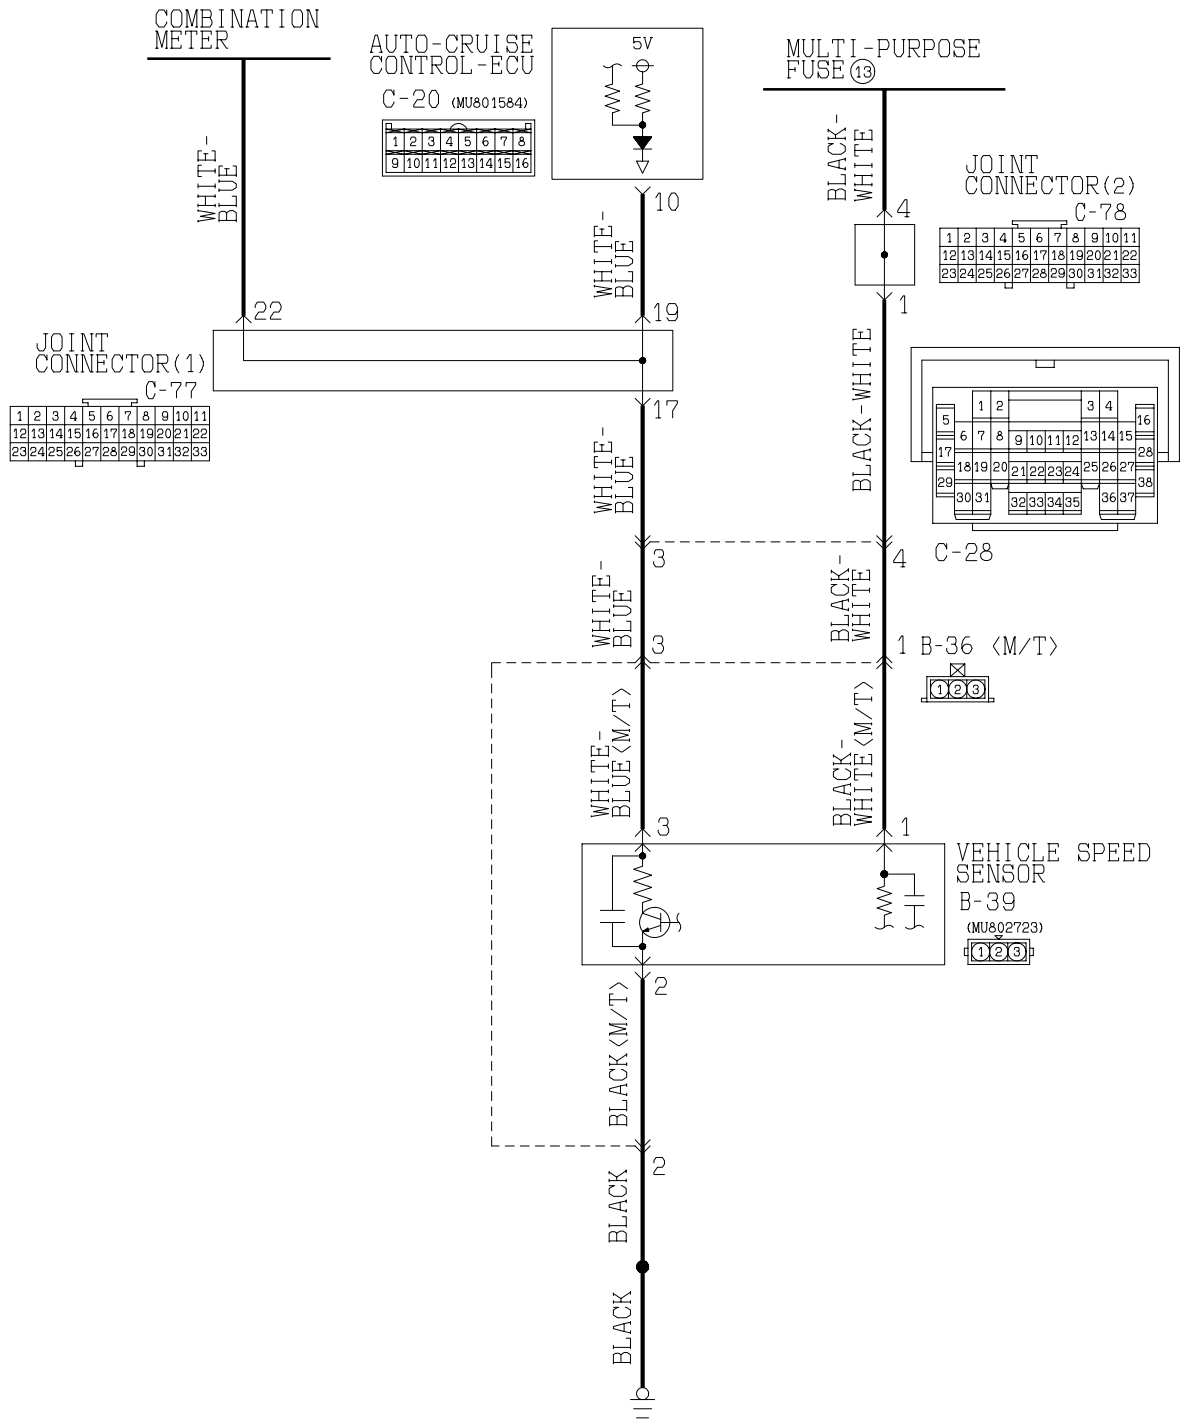 COMBINATION
METER
AUTO-CRUISE
CONTROL-ECU
C-20 (MU801584)
1 2 3 4 5 6 7 8
9 10 11 12 13 14 15 16
5V
MULTI-PURPOSE
FUSE 13
WHITE-
BLUE
10
WHITE-
BLUE
BLACK-
WHITE
4
JOINT
CONNECTOR(2)
C-78
1 2 3 4 5 6 7 8 9 10 11
12 13 14 15 16 17 18 19 20 21 22
23 24 25 26 27 28 29 30 31 32 33
1
22
19
JOINT
CONNECTOR(1)
C-77
1 2 3 4 5 6 7 8 9 10 11
12 13 14 15 16 17 18 19 20 21 22
23 24 25 26 27 28 29 30 31 32 33
17
WHITE-
BLUE
BLACK-WHITE
1 2 3 4
5 16
6 7 8 9 10 11 12 13 14 15
17 28
18 19 20 21 22 23 24 25 26 27
29 38
30 31 32 33 34 35 36 37
C-28
3
4
WHITE-
BLUE
BLACK-
WHITE
3
1
B-36 <M/T>
1 2 3
WHITE-
BLUE<M/T>
BLACK-
WHITE<M/T>
3
1
VEHICLE SPEED
SENSOR
B-39
(MU802723)
1 2 3
2
BLACK<M/T>
2
BLACK
BLACK